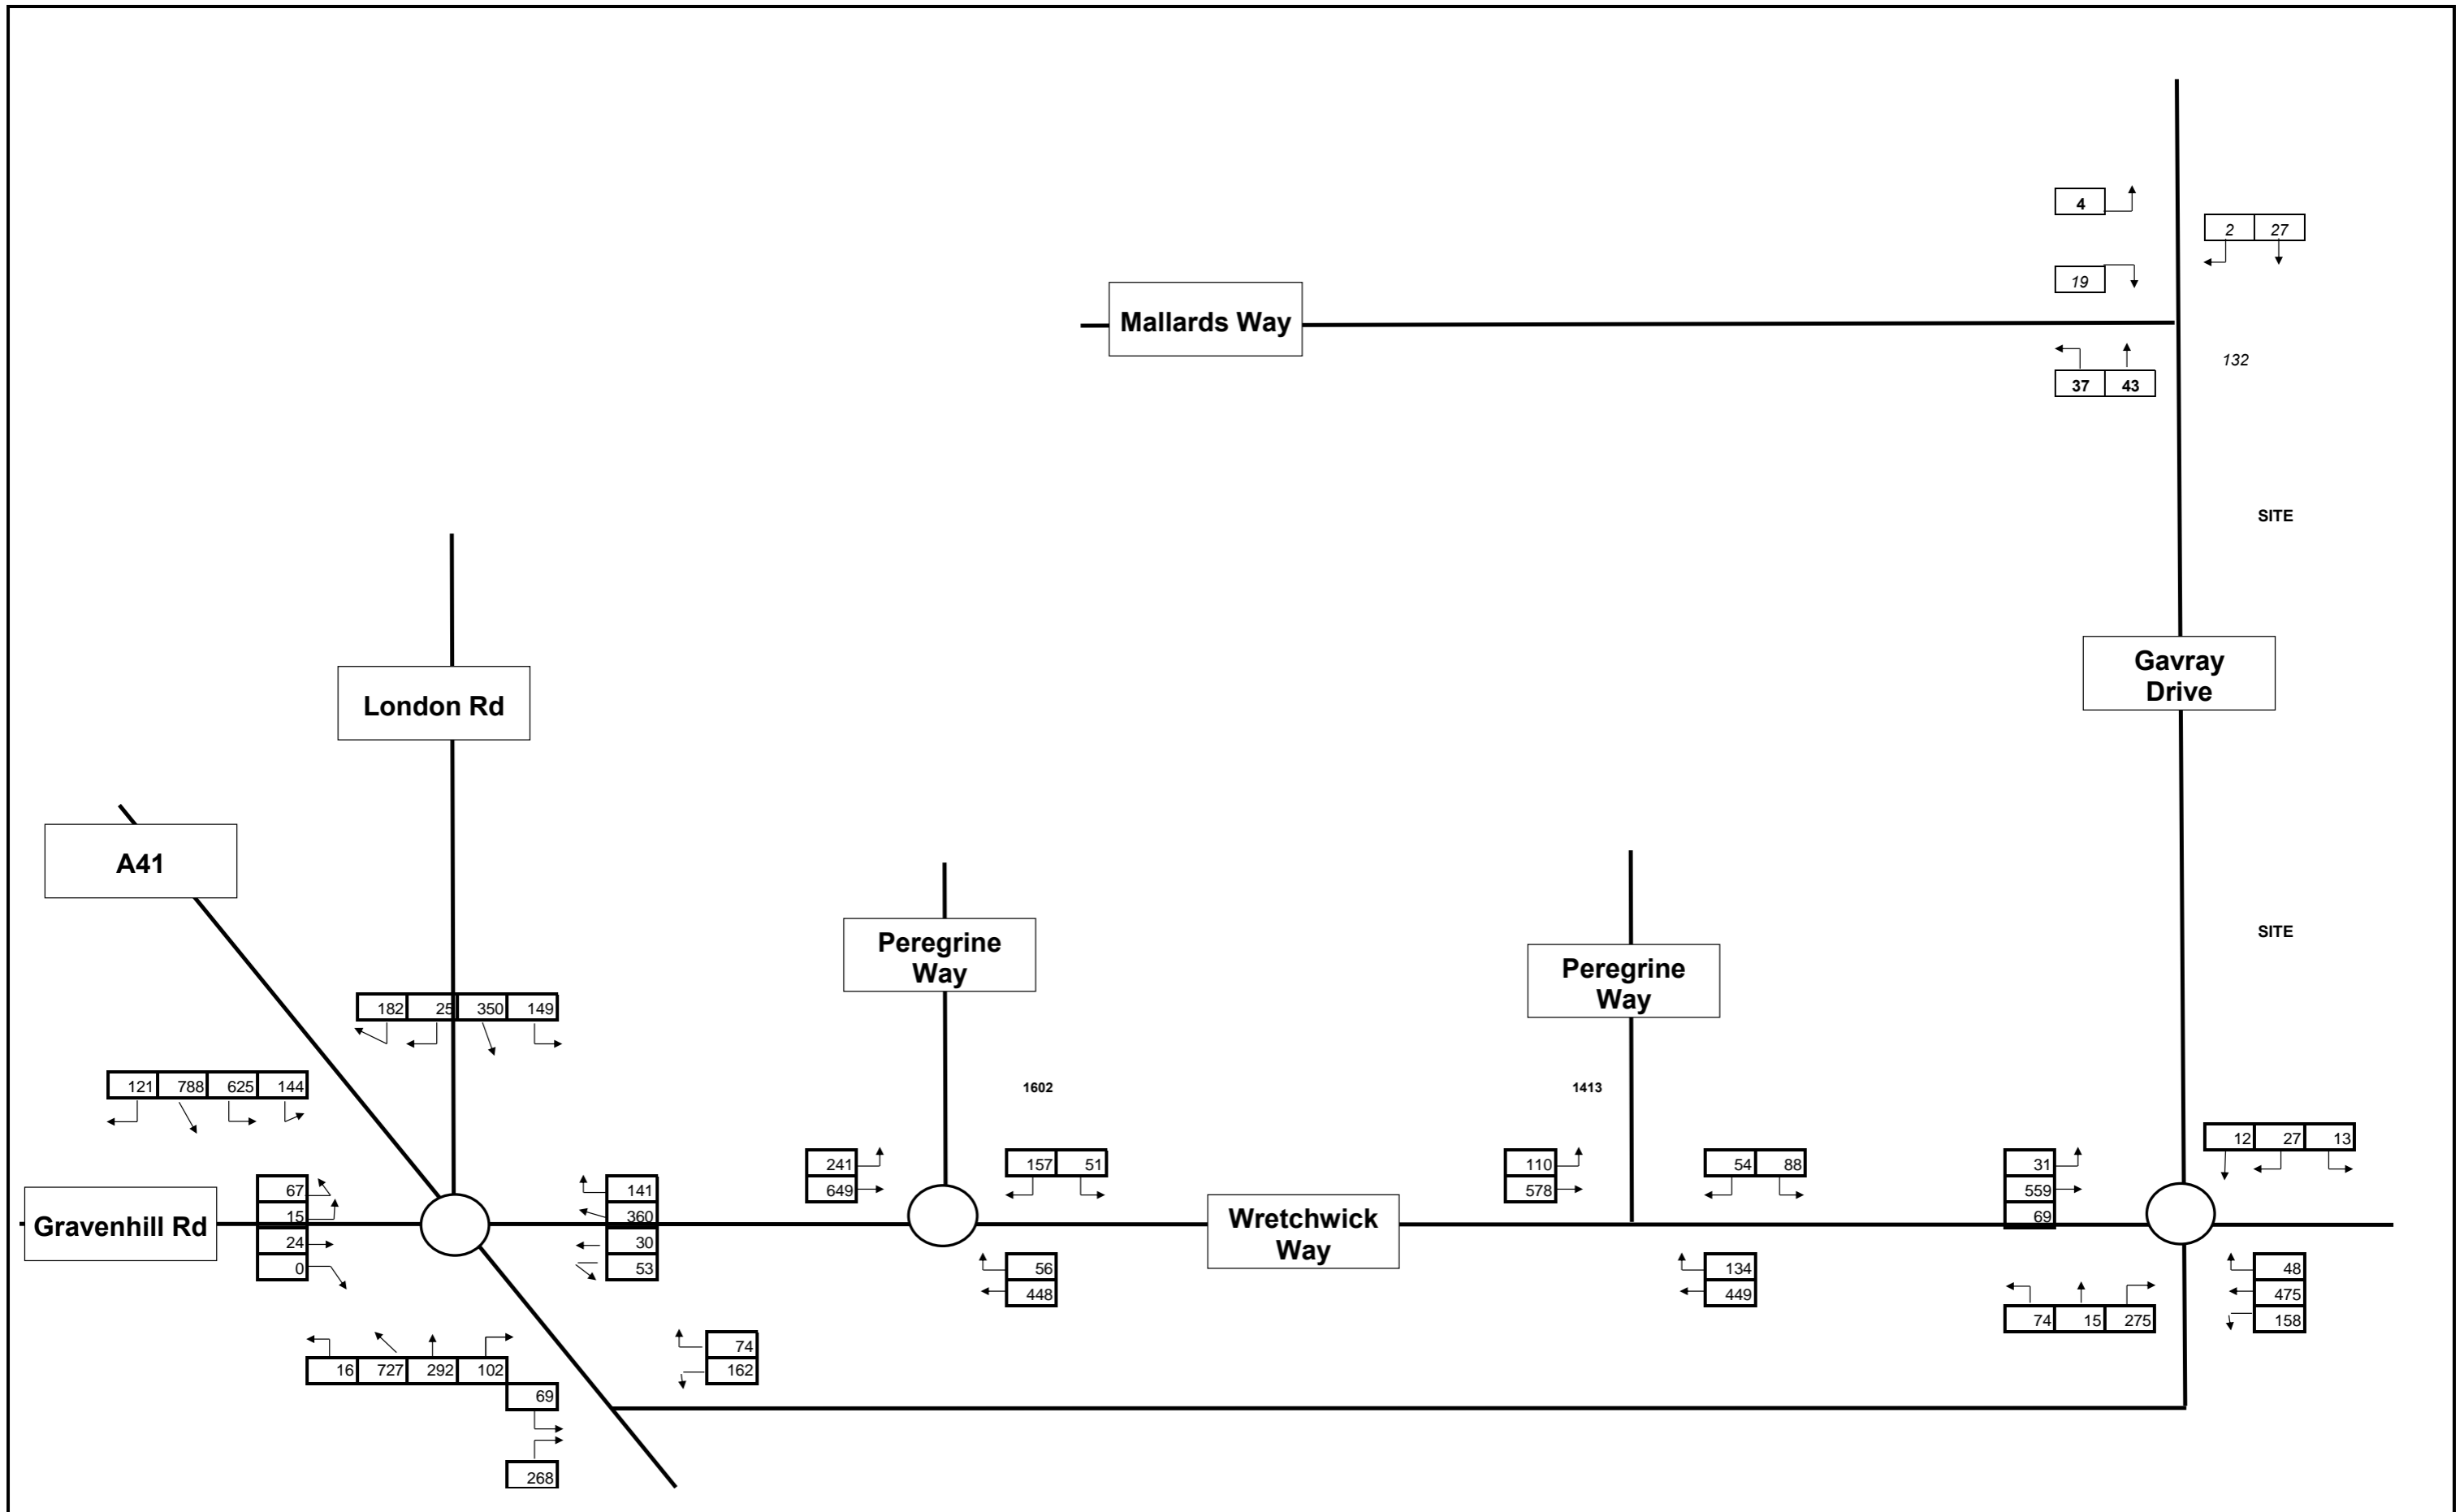 4
2 27
19
Mallards Way
132
37 43
SITE
Gavray
Drive
London Rd
A41
Peregrine
Way
SITE
Peregrine
Way
182 25 350 149
121 788 625 144
1602
1413
12 27 13
241
649
157 51
110
578
54 88
31
559
69
67
15
24
0
141
360
30
53
Gravenhill Rd
Wretchwick
Way
56
448
134
449
48
475
158
74 15 275
74
162
16 727 292 102
69
268